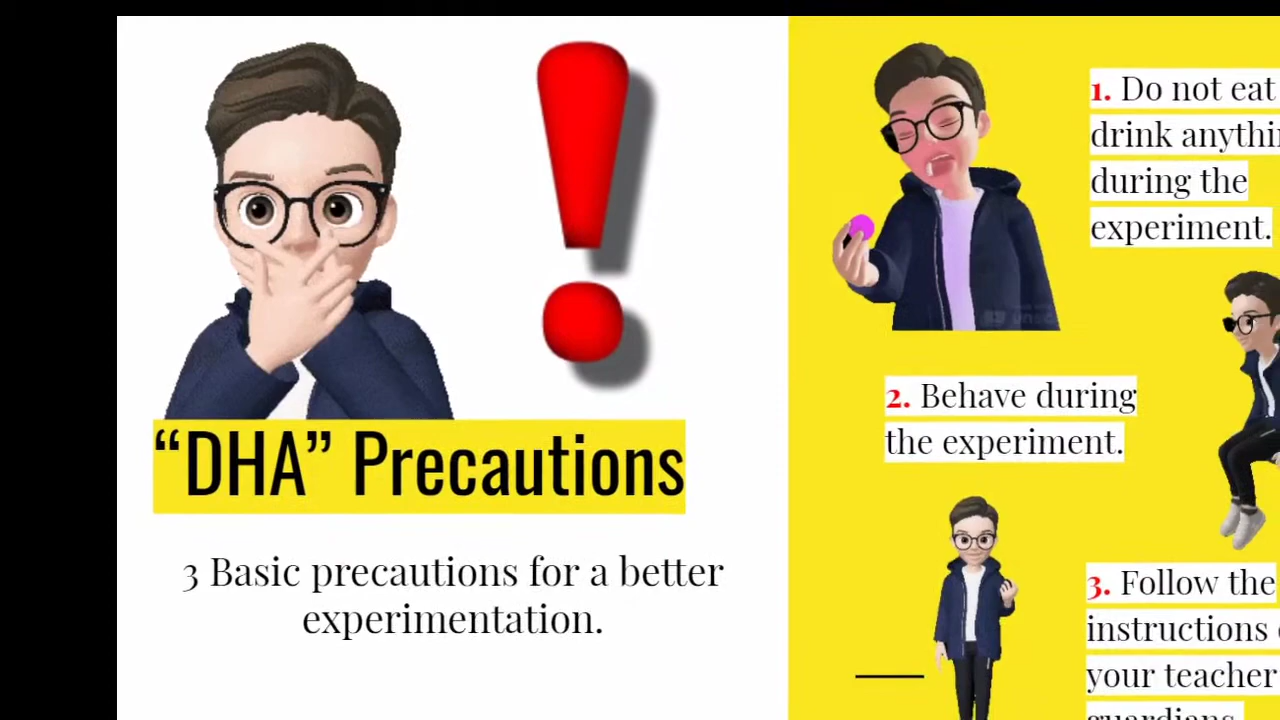 “DHA” Precautions
3 Basic precautions for a better
experimentation.
1. Do not eat
drink
during the
experiment.
2. Behave during
the experiment.
3. Follow the
instructions
your teacher
guardians.